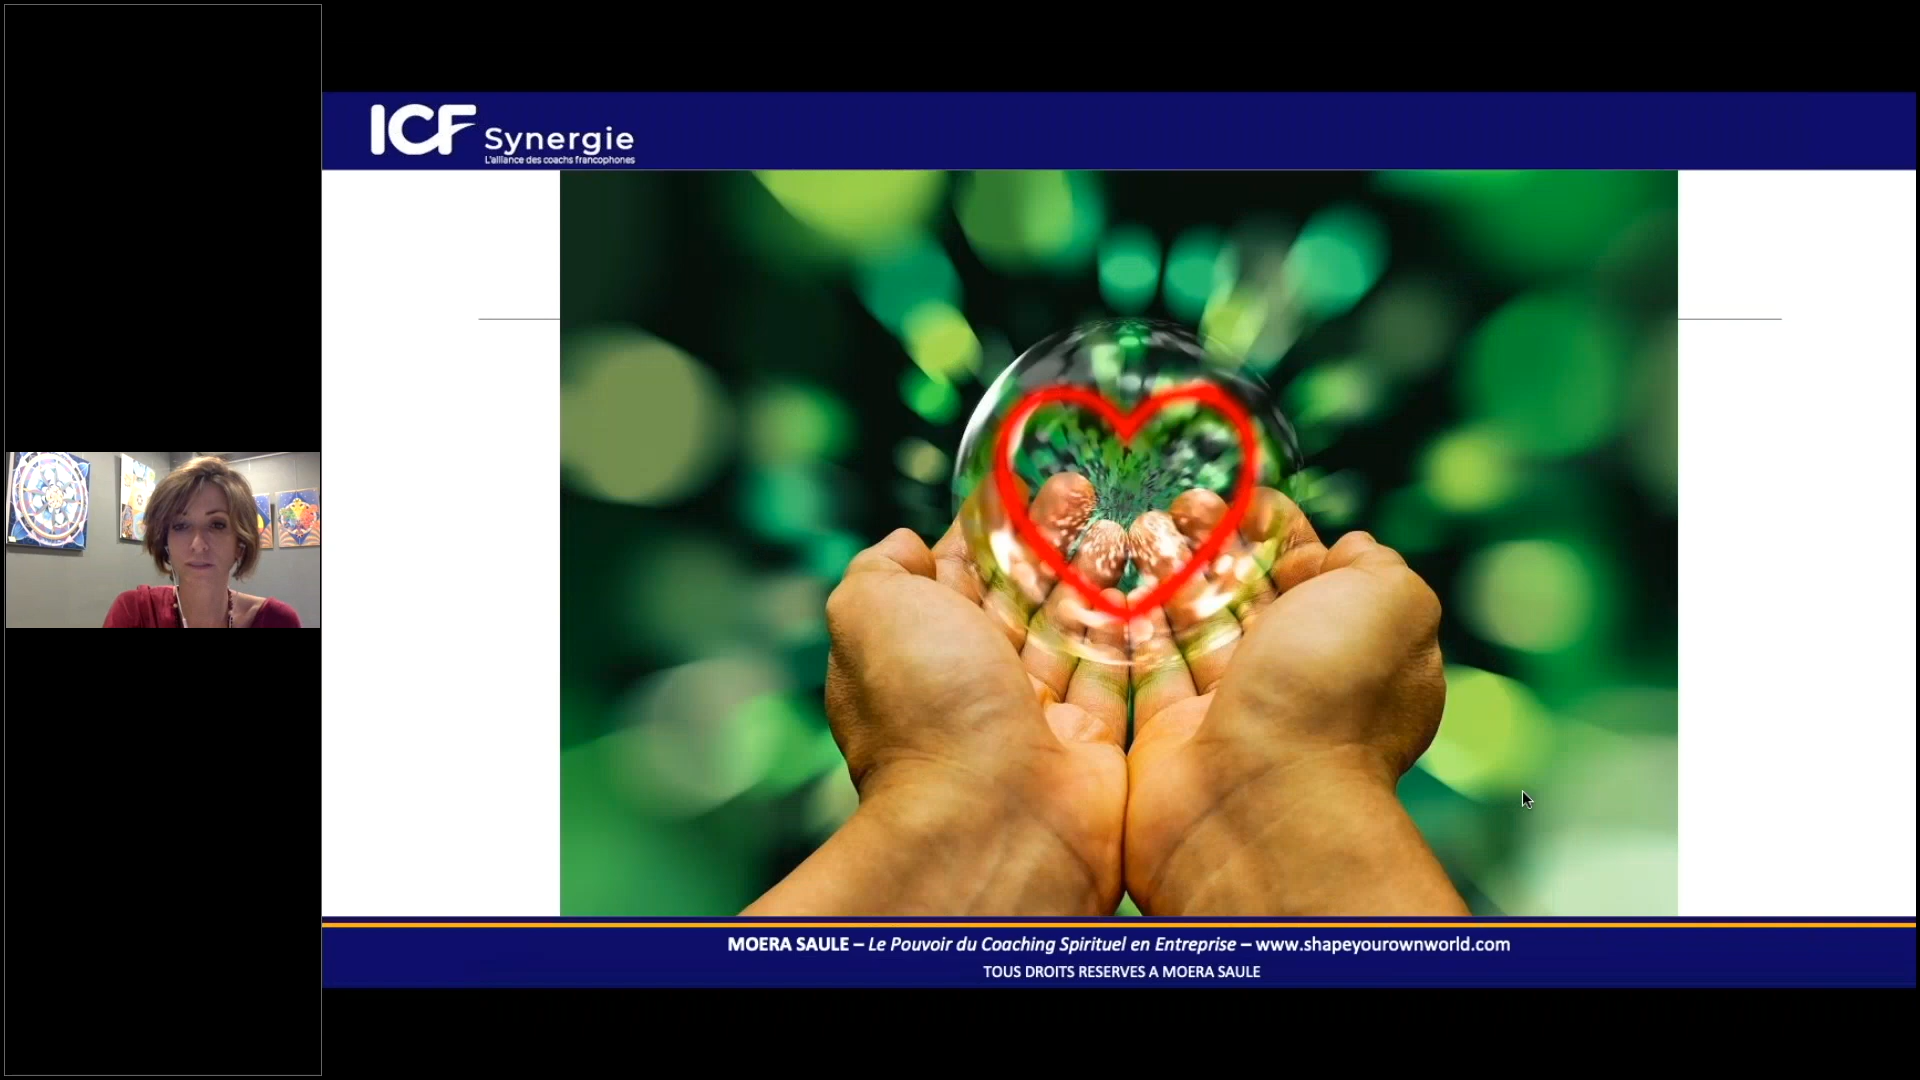 ICF Synergie
L'alliance des coachs francophones
MOERA SAULE – Le Pouvoir du Coaching Spirituel en Entreprise – www.shapeyourownworld.com
TOUS DROITS RESERVES A MOERA SAULE